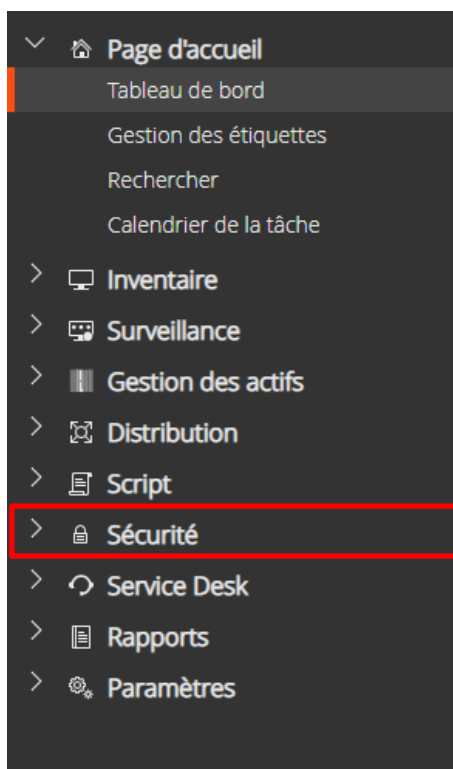 Page d'accueil
Tableau de bord
Gestion des étiquettes
Rechercher
Calendrier de la tâche
Inventaire
Surveillance
Gestion des actifs
Distribution
Script
Sécurité
Service Desk
Rapports
Paramètres